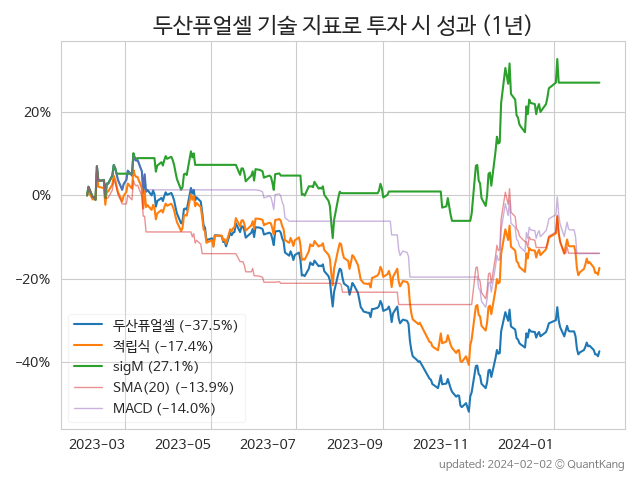 두산퓨얼셀 기술 지표로 투자 시 성과 (1년)
20%
0%
−20%
−40%
두산퓨얼셀 (−37.5%)
적립식 (−17.4%)
sigM (27.1%)
SMA(20) (−13.9%)
MACD (−14.0%)
2023−03 2023−05 2023−07 2023−09 2023−11 2024−01
updated: 2024−02−02 © QuantKang